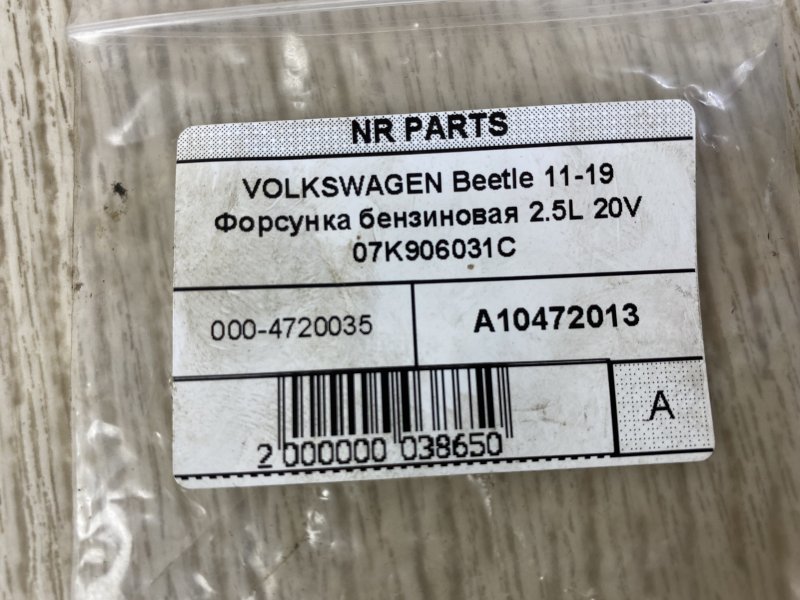 NR PARTS
VOLKSWAGEN Beetle 11-19
Форсунка бензиновая 2.5L 20V
07K906031C
000-4720035
A10472013
2 000000 038650
A